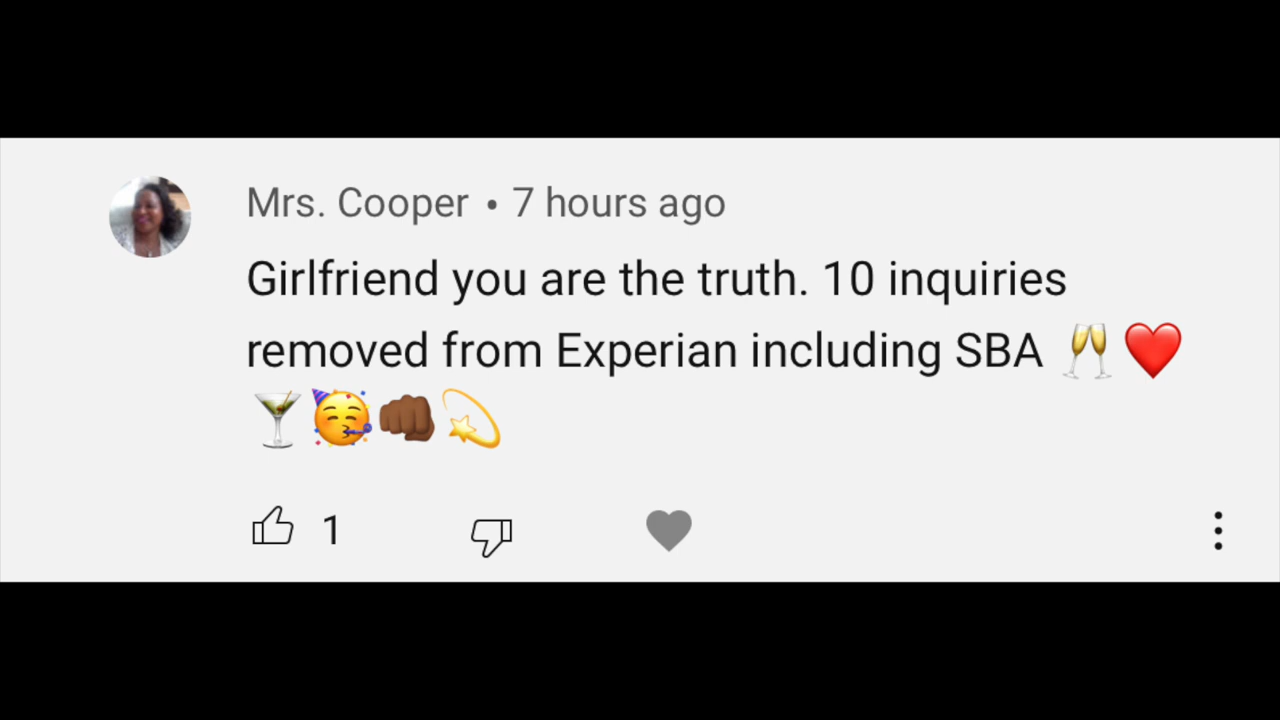 Mrs. Cooper • 7 hours ago
Girlfriend you are the truth. 10 inquiries
removed from Experian including SBA 🥂❤️
🍸🥳👊🏾💫
1